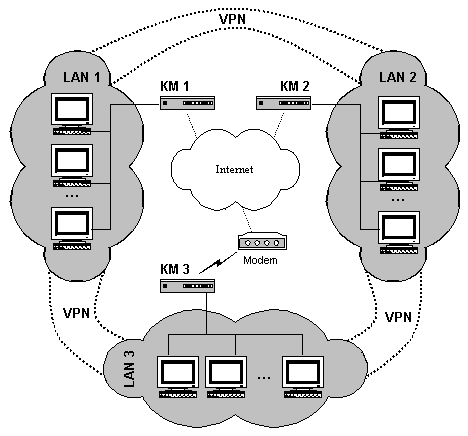 VPN
LAN 1
KM 1
KM 2
LAN 2
...
...
Internet
Modem
KM 3
VPN
VPN
LAN 3
...